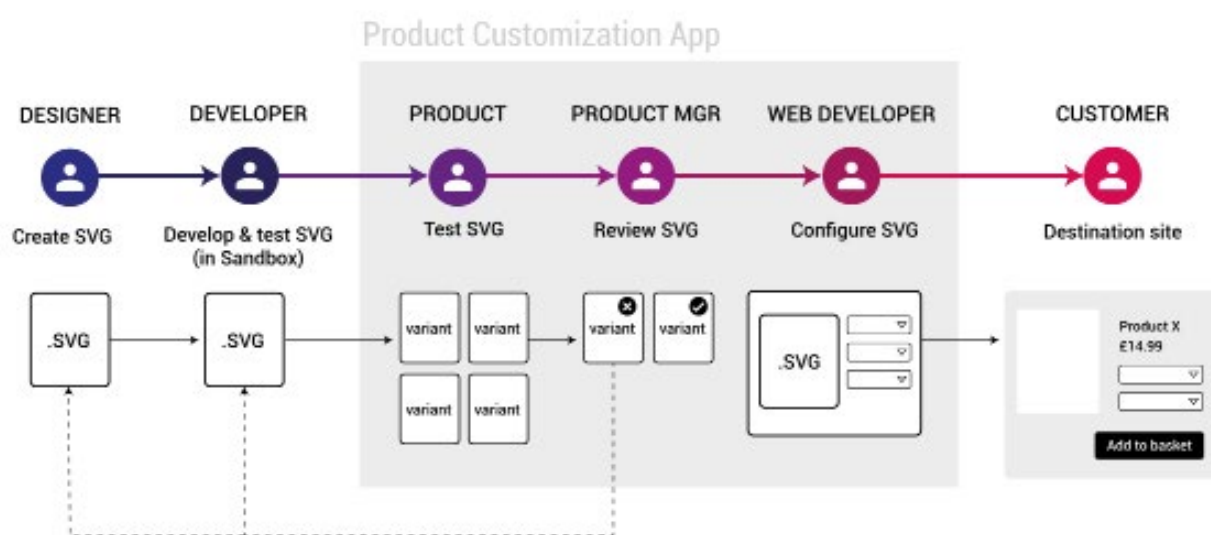 Product Customization App
DESIGNER
DEVELOPER
PRODUCT
PRODUCT MGR
WEB DEVELOPER
CUSTOMER
Create SVG
Develop & test SVG
(in Sandbox)
Test SVG
Review SVG
Configure SVG
Destination site
.SVG
.SVG
variant
variant
variant
variant
variant
variant
.SVG
Product X
£14.99
Add to basket